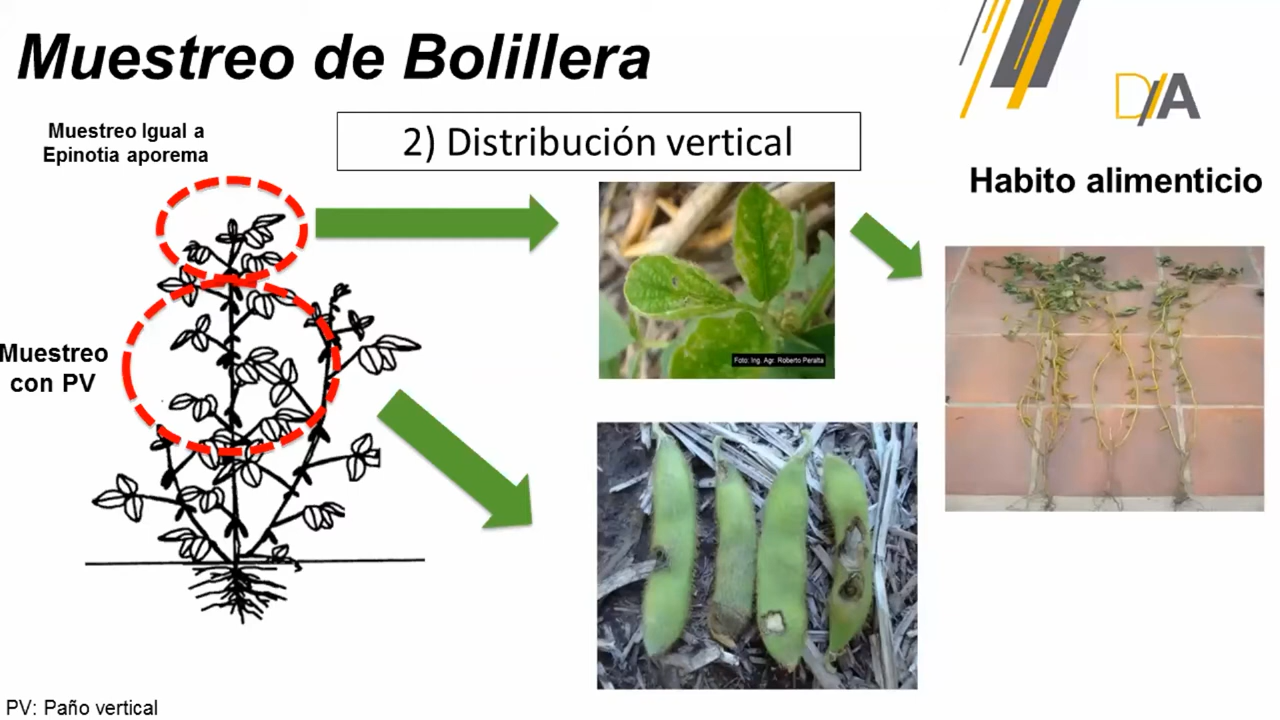 Muestreo de Bolillera
D/A
Muestreo Igual a
Epinotia aporema
2) Distribución vertical
Habito alimenticio
Muestreo
con PV
Foto: Ing. Agr. Roberto Peralta
PV: Paño vertical